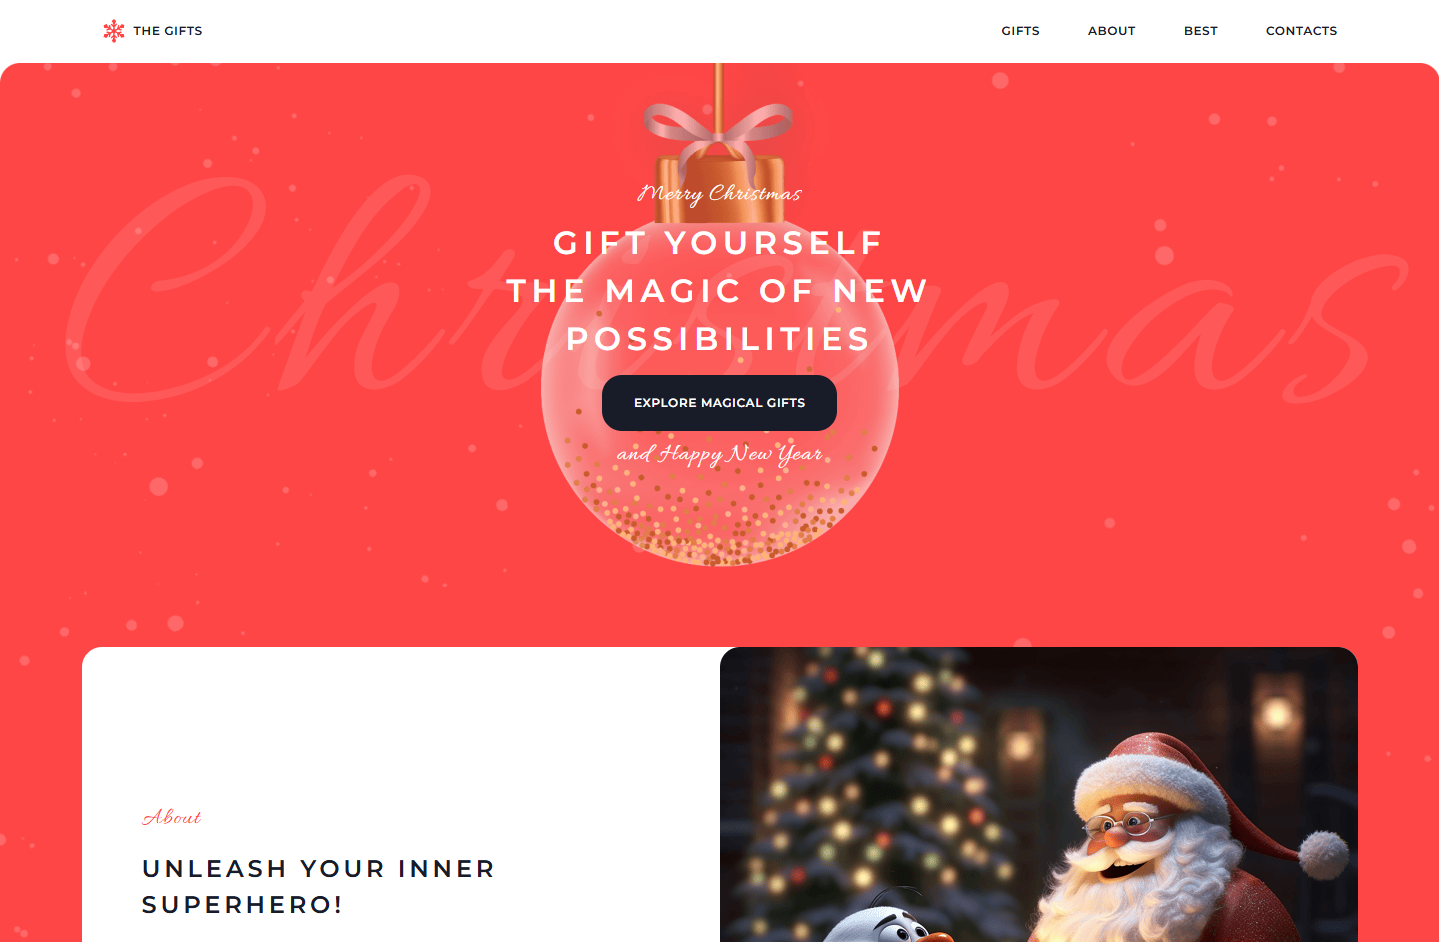 THE GIFTS
GIFTS
ABOUT
BEST
CONTACTS
Christmas
Merry Christmas
GIFT YOURSELF
THE MAGIC OF NEW
POSSIBILITIES
EXPLORE MAGICAL GIFTS
and Happy New Year
About
UNLEASH YOUR INNER
SUPERHERO!